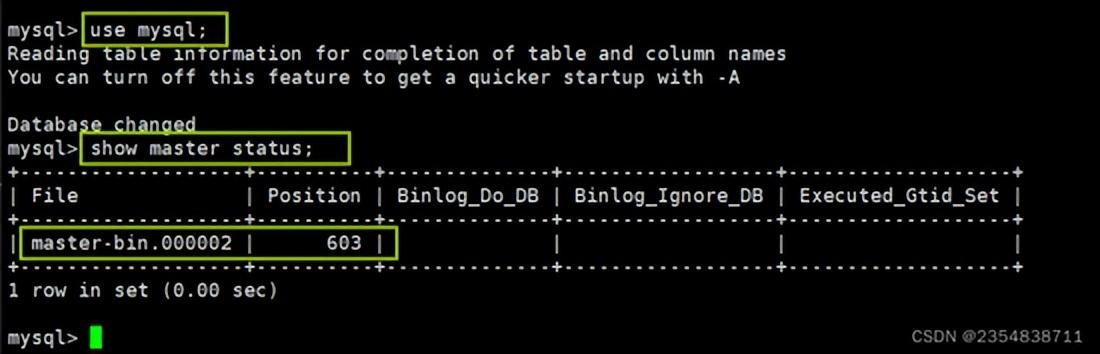 mysql> use mysql;
Reading table information for completion of table and column names
You can turn off this feature to get a quicker startup with -A
Database changed
mysql> show master status;
+-------------------+----------+--------------+------------------+-------------------+
| File | Position | Binlog_Do_DB | Binlog_Ignore_DB | Executed_Gtid_Set |
+-------------------+----------+--------------+------------------+-------------------+
| master-bin.000002 | 603 | | | |
+-------------------+----------+--------------+------------------+-------------------+
1 row in set (0.00 sec)
mysql>
CSDN @2354838711